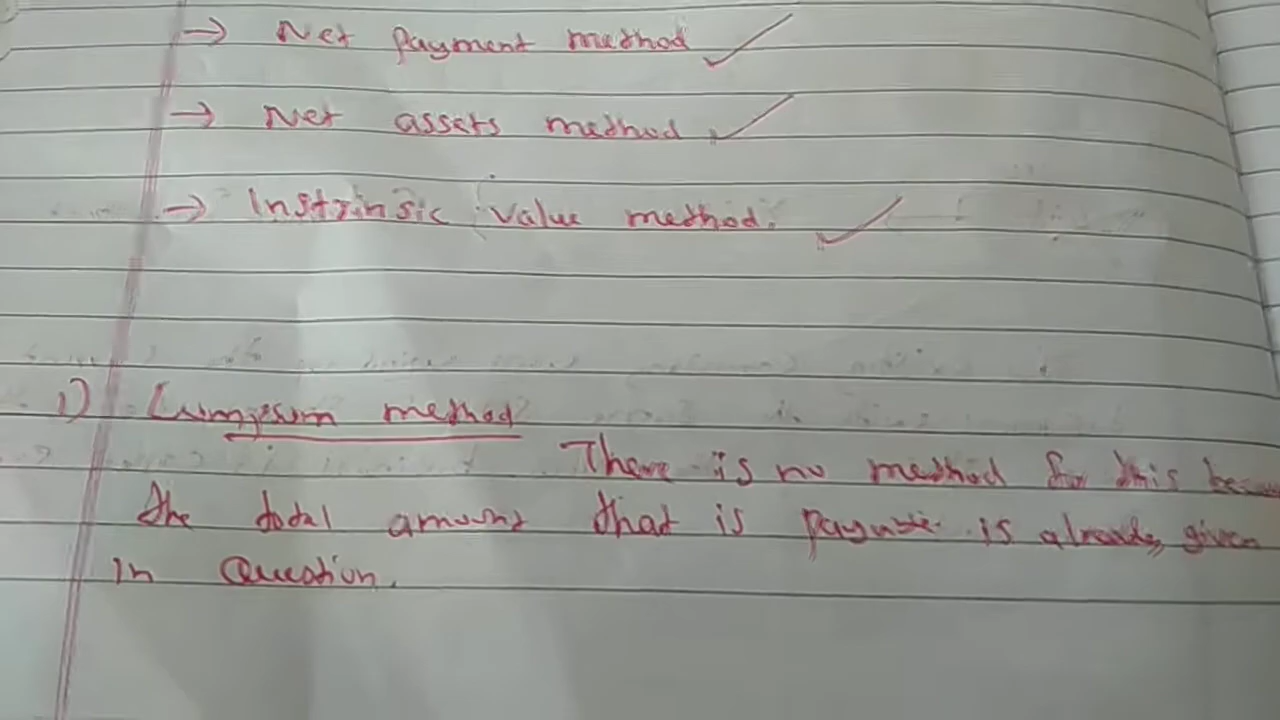 → Net payment method ✓
→ Net assets method ✓
→ Instrinsic value method. ✓
1) Lumpsum method
There is no method for this
the total amount that is is already given
in Question.